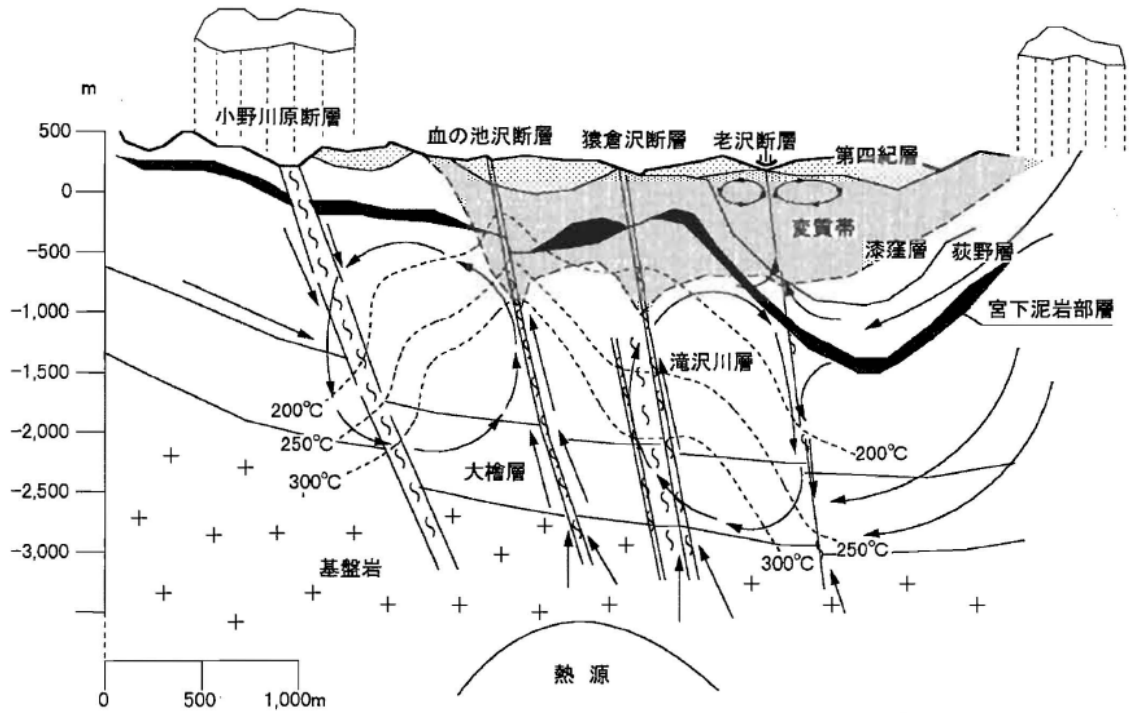 m
小野川原断層
血の池沢断層
猿倉沢断層
老沢断層
第四紀層
500
0
−500
−1,000
−1,500
−2,000
−2,500
−3,000
変質帯
漆窪層
荻野層
宮下泥岩部層
滝沢川層
200℃
250℃
300℃
200℃
250℃
300℃
大檜層
基盤岩
熱源
0
500
1,000m